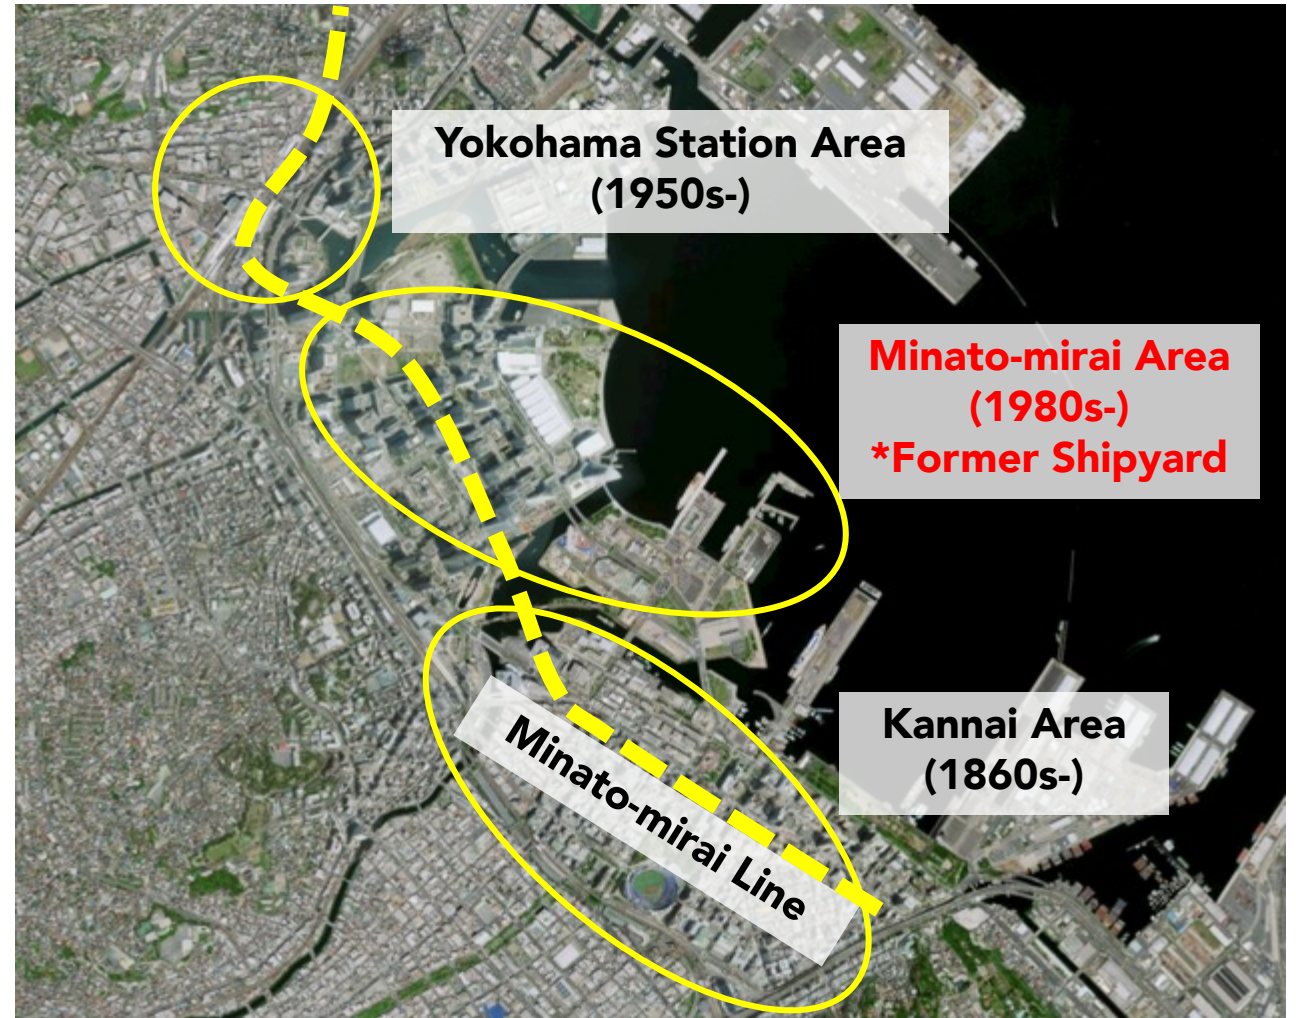 Yokohama Station Area
(1950s-)
Minato-mirai Area
(1980s-)
*Former Shipyard
Kannai Area
(1860s-)
Minato-mirai Line